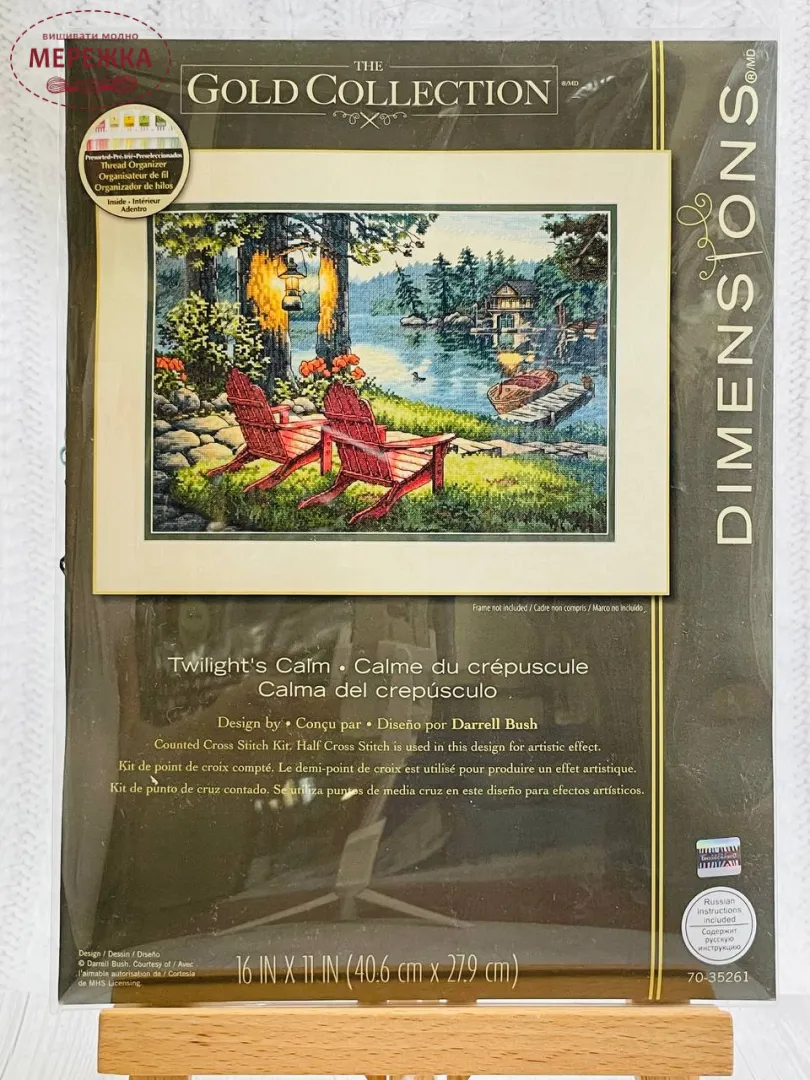 вишивати модно
МЕРЕЖКА
THE
GOLD COLLECTION ®/MD
Presorted•Pré-trié•Preseleccionados
Thread Organizer
Organisateur de fil
Organizador de hilos
Inside - Intérieur
Adentro
DIMENSIONS®/MD
Frame not included / Cadre non compris / Marco no incluido
Twilight's Calm • Calme du crépuscule
Calma del crepúsculo
Design by • Conçu par • Diseño por Darrell Bush
Counted Cross Stitch Kit. Half Cross Stitch is used in this design for artistic effect.
Kit de point de croix compté. Le demi-point de croix est utilisé pour produire un effet artistique.
Kit de punto de cruz contado. Se utiliza puntos de media cruz en este diseño para efectos artísticos.
Russian
instructions
included
Содержит
русскую
инструкцию
Design / Dessin / Diseño
© Darrell Bush. Courtesy of / Avec
l'aimable autorisation de / Cortesía
de MHS Licensing.
16 IN X 11 IN (40.6 cm x 27.9 cm)
70-35261